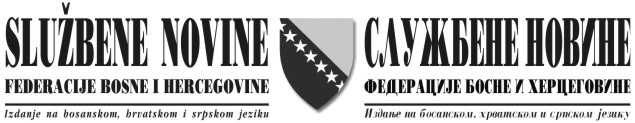 SLUŽBENE NOVINE
FEDERACIJE BOSNE I HERCEGOVINE
Izdanje na bosanskom, hrvatskom i srpskom jeziku
СЛУЖБЕНЕ НОВИНЕ
ФЕДЕРАЦИЈЕ БОСНЕ И ХЕРЦЕГОВИНЕ
Издање на босанском, хрватском и српском језику